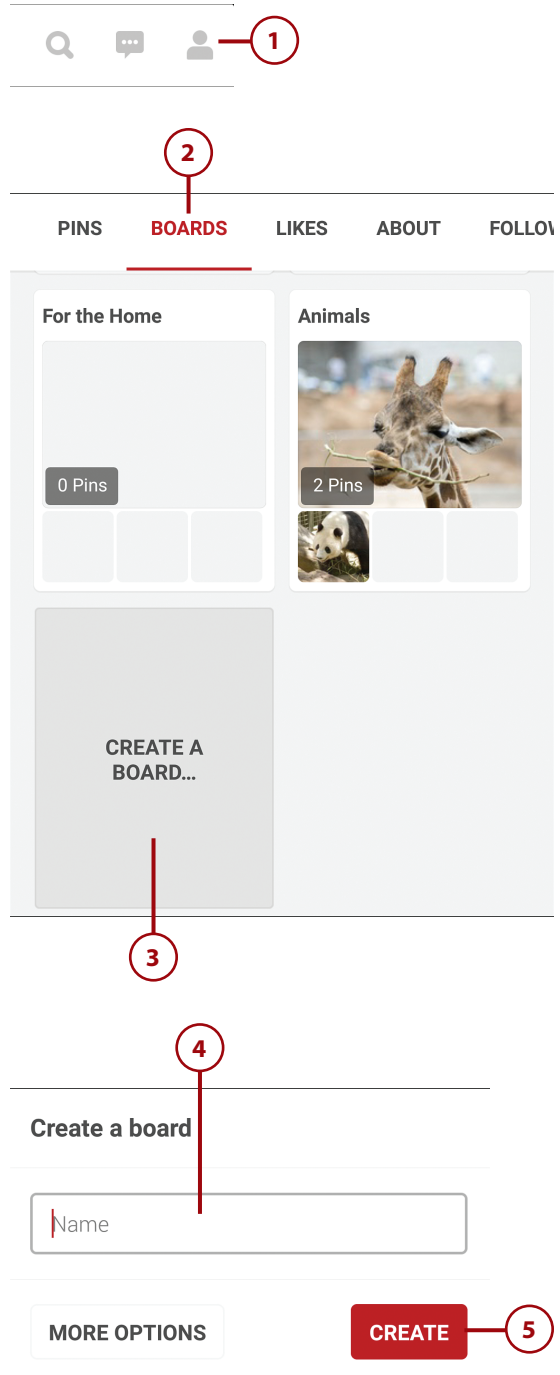 1
2
PINS BOARDS LIKES ABOUT FOLLOW
For the Home Animals
0 Pins 2 Pins
CREATE A
BOARD...
3
4
Create a board
Name
MORE OPTIONS CREATE 5